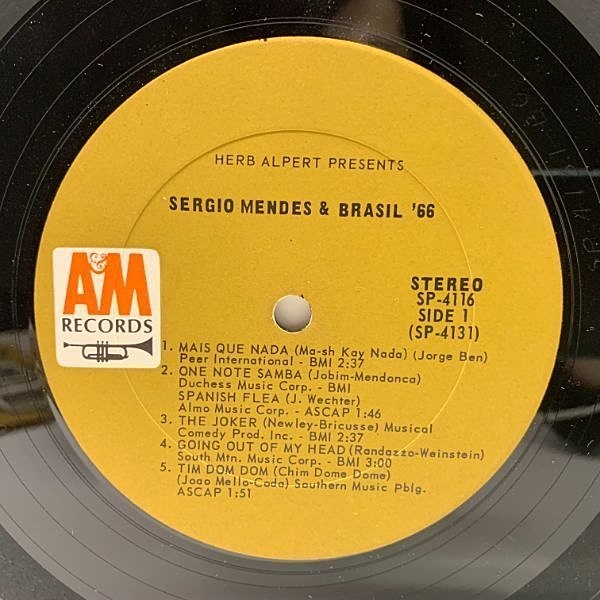 HERB ALPERT PRESENTS
SERGIO MENDES & BRASIL '66
A&M
RECORDS
STEREO
SP-4116
SIDE 1
(SP-4131)
1. MAIS QUE NADA (Ma-sh Kay Nada) (Jorge Ben)
Peer International - BMI 2:37
2. ONE NOTE SAMBA (Jobim-Mendonca)
Duchess Music Corp. - BMI
SPANISH FLEA (J. Wechter)
Almo Music Corp. - ASCAP 1:46
3. THE JOKER (Newley-Bricusse) Musical
Comedy Prod. Inc. - BMI 2:37
4. GOING OUT OF MY HEAD (Randazzo-Weinstein)
South Mtn. Music Corp. - BMI 3:00
5. TIM DOM DOM (Chim Dome Dome)
(Joao Mello-Coda) Southern Music Pblg.
ASCAP 1:51